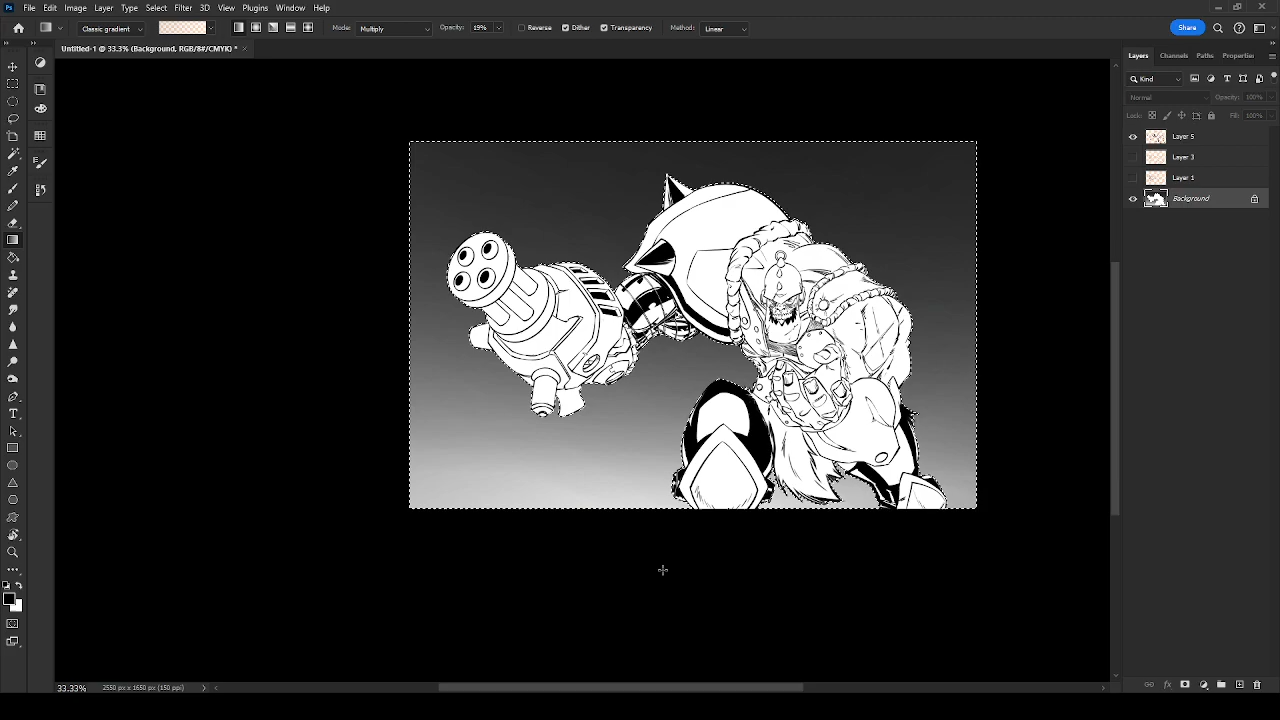 Ps File Edit Image Layer Type Select Filter 3D View Plugins Window Help
Classic gradient Mode: Multiply Opacity: 19% Reverse Dither Transparency Method: Linear Share
Untitled-1 @ 33.3% (Background, RGB/8#/CMYK) *
Layers Channels Paths Properties
Kind
Normal Opacity: 100%
Lock: Fill: 100%
Layer 5
Layer 3
Layer 1
Background
33.33% 2550 px x 1650 px (150 ppi)